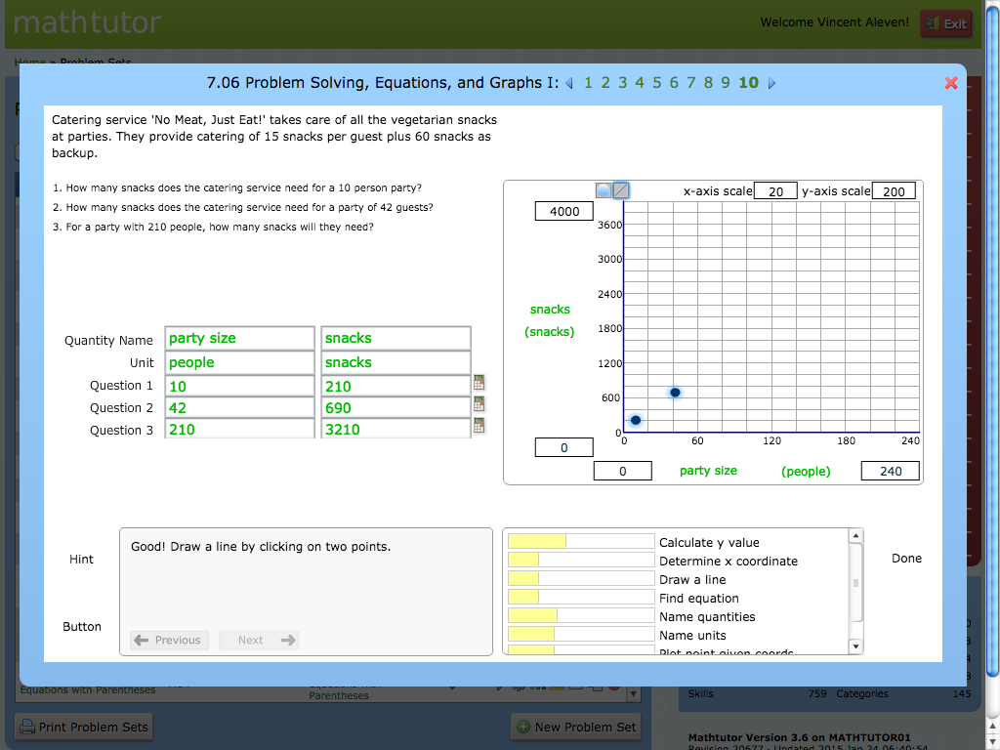 mathtutor
Welcome Vincent Aleven!
Exit
Home » Problem Sets
7.06 Problem Solving, Equations, and Graphs I: 1 2 3 4 5 6 7 8 9 10
Catering service 'No Meat, Just Eat!' takes care of all the vegetarian snacks
at parties. They provide catering of 15 snacks per guest plus 60 snacks as
backup.
1. How many snacks does the catering service need for a 10 person party?
2. How many snacks does the catering service need for a party of 42 guests?
3. For a party with 210 people, how many snacks will they need?
x-axis scale 20 y-axis scale 200
4000
3600
3000
2400
1800
1200
600
0
snacks
(snacks)
0
0 60 120 180 240
0 party size (people) 240
Quantity Name party size snacks
Unit people snacks
Question 1 10 210
Question 2 42 690
Question 3 210 3210
Hint
Button
Good! Draw a line by clicking on two points.
Previous Next
Calculate y value
Determine x coordinate
Draw a line
Find equation
Name quantities
Name units
Plot point given coords
Done
Equations with Parentheses
Parentheses
Skills 759 Categories 145
Print Problem Sets
New Problem Set
Mathtutor Version 3.6 on MATHTUTOR01
Revision 20677 - Updated 2015 Jan 24 06:40:54